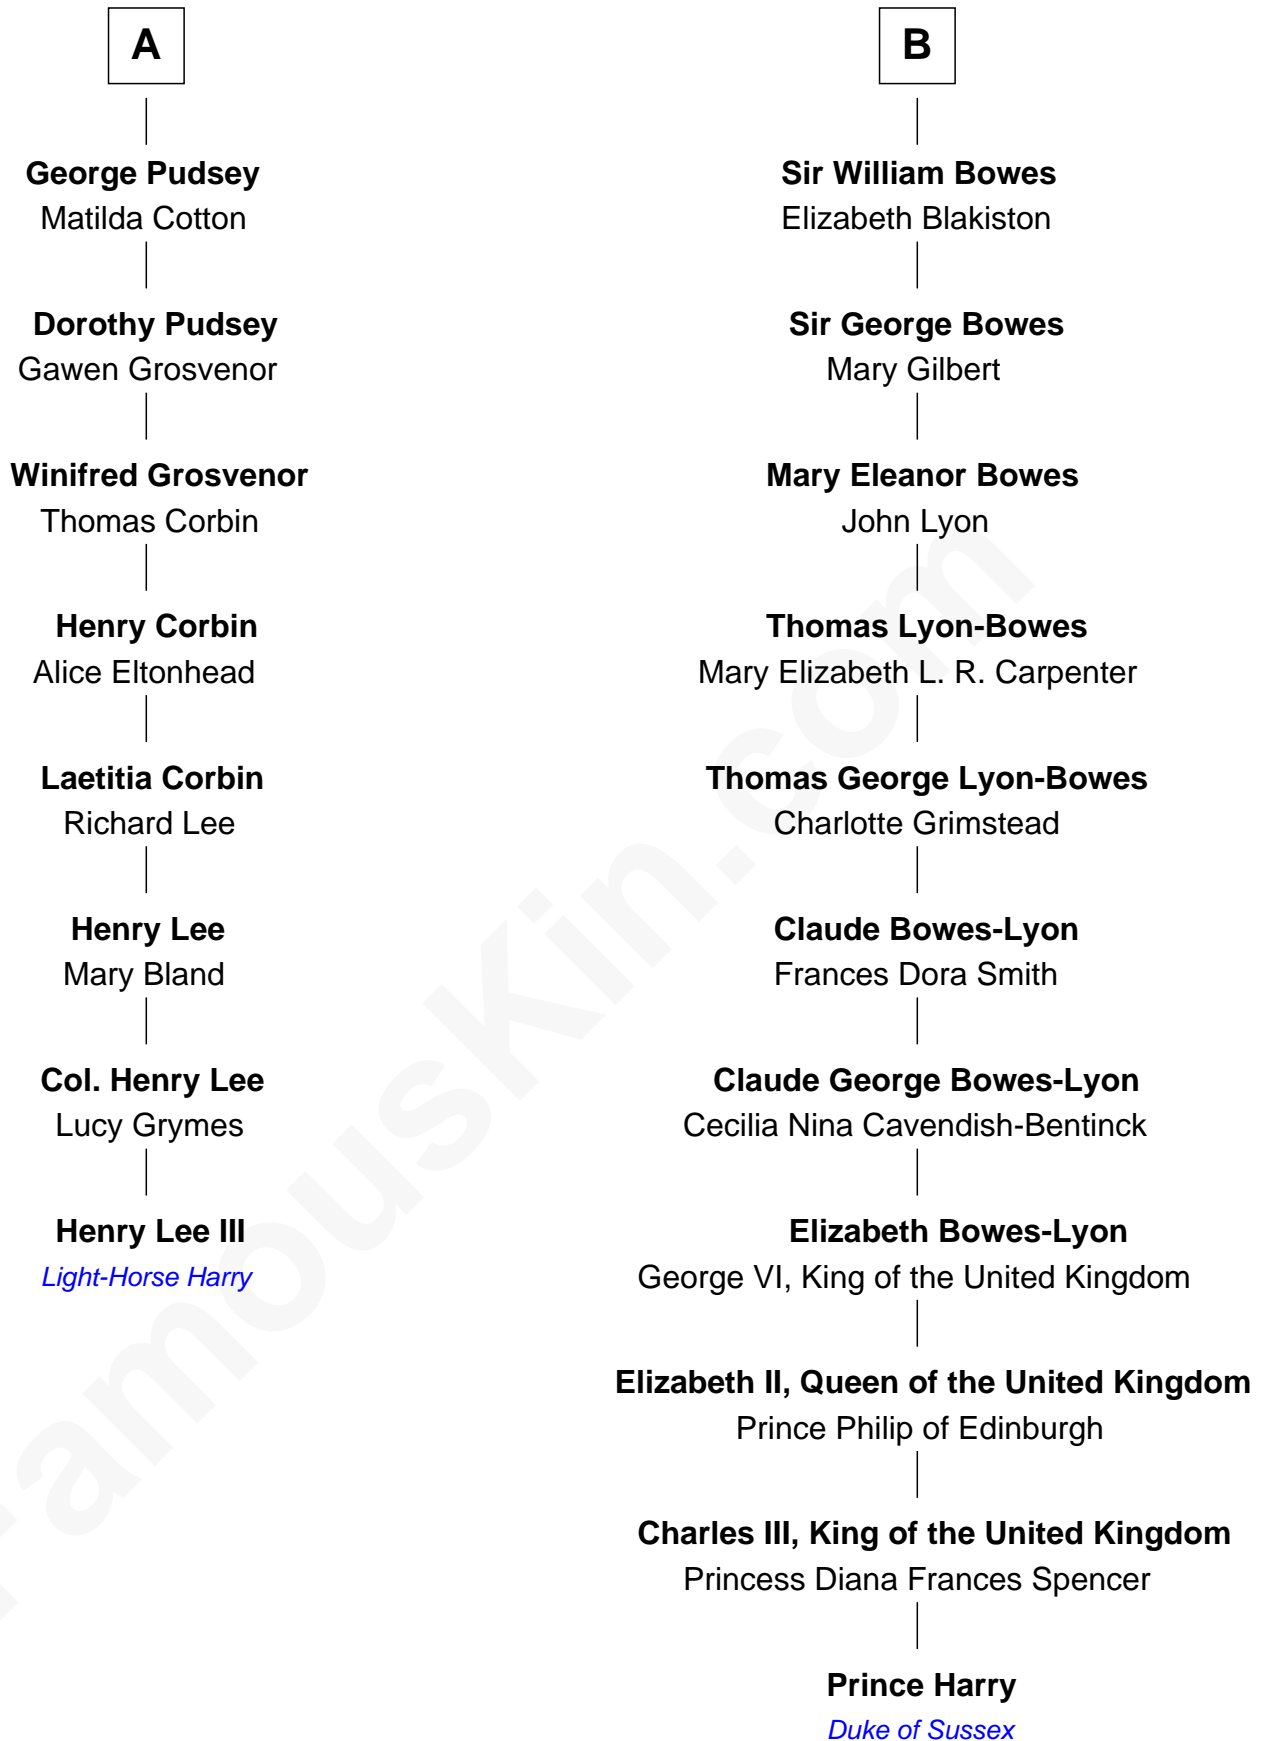 A
George Pudsey
Matilda Cotton
Dorothy Pudsey
Gawen Grosvenor
Winifred Grosvenor
Thomas Corbin
Henry Corbin
Alice Eltonhead
Laetitia Corbin
Richard Lee
Henry Lee
Mary Bland
Col. Henry Lee
Lucy Grymes
Henry Lee III
Light-Horse Harry
B
Sir William Bowes
Elizabeth Blakiston
Sir George Bowes
Mary Gilbert
Mary Eleanor Bowes
John Lyon
Thomas Lyon-Bowes
Mary Elizabeth L. R. Carpenter
Thomas George Lyon-Bowes
Charlotte Grimstead
Claude Bowes-Lyon
Frances Dora Smith
Claude George Bowes-Lyon
Cecilia Nina Cavendish-Bentinck
Elizabeth Bowes-Lyon
George VI, King of the United Kingdom
Elizabeth II, Queen of the United Kingdom
Prince Philip of Edinburgh
Charles III, King of the United Kingdom
Princess Diana Frances Spencer
Prince Harry
Duke of Sussex
FamousKin.com